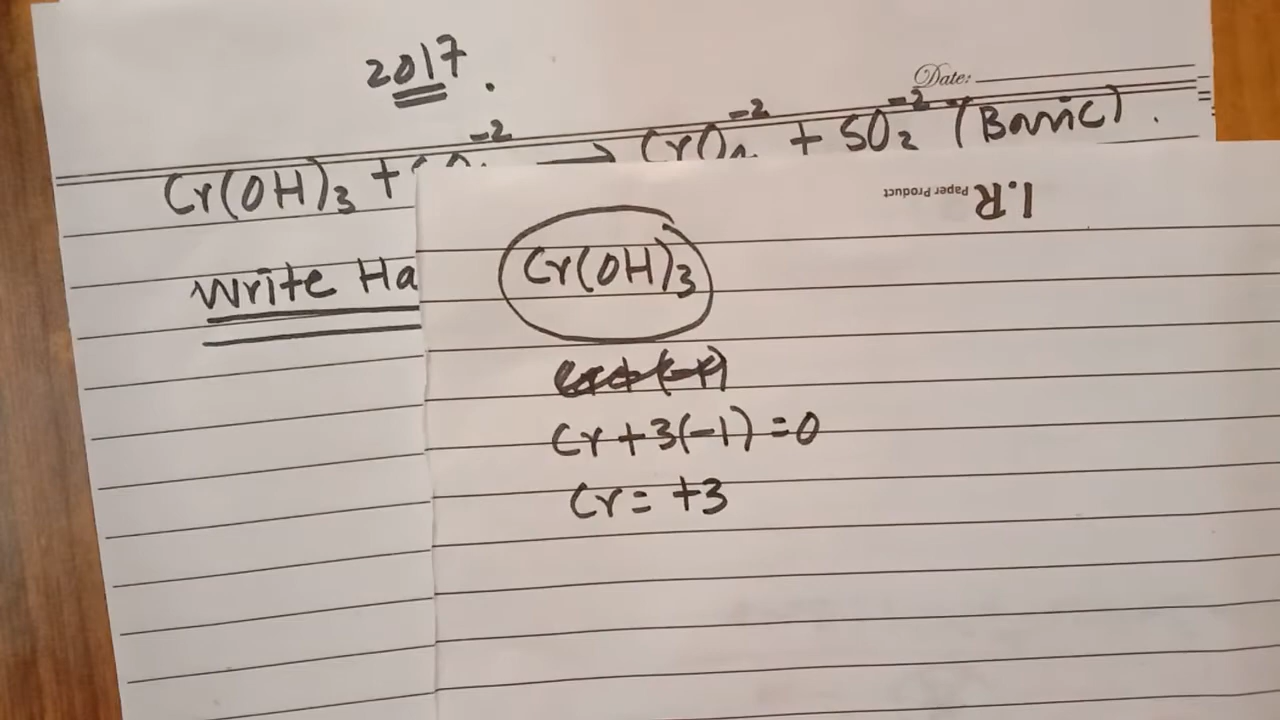 2017.
Date:
Cr(OH)3 + -2 → CrO4 -2 + SO2 -2 (Basic).
Write Ha
I.R Paper Product
Cr(OH)3
Cr + 3(-1) = 0
Cr = +3